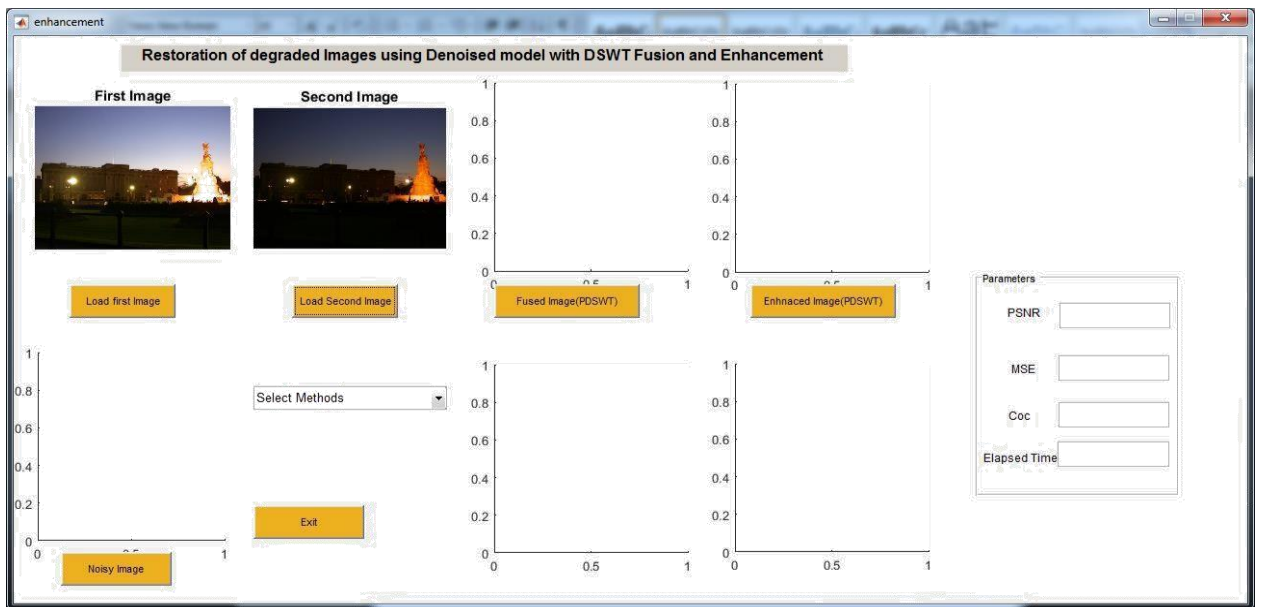 enhancement
Restoration of degraded Images using Denoised model with DSWT Fusion and Enhancement
First Image
Second Image
1
0.8
0.6
0.4
0.2
0
0
1
1
0.8
0.6
0.4
0.2
0
0
1
Load first Image
Load Second Image
Fused Image(PDSWT)
Enhnaced Image(PDSWT)
Parameters
PSNR
MSE
Coc
Elapsed Time
1
0.8
0.6
0.4
0.2
0
0
1
Noisy Image
Select Methods
Exit
1
0.8
0.6
0.4
0.2
0
0
0.5
1
1
0.8
0.6
0.4
0.2
0
0
0.5
1